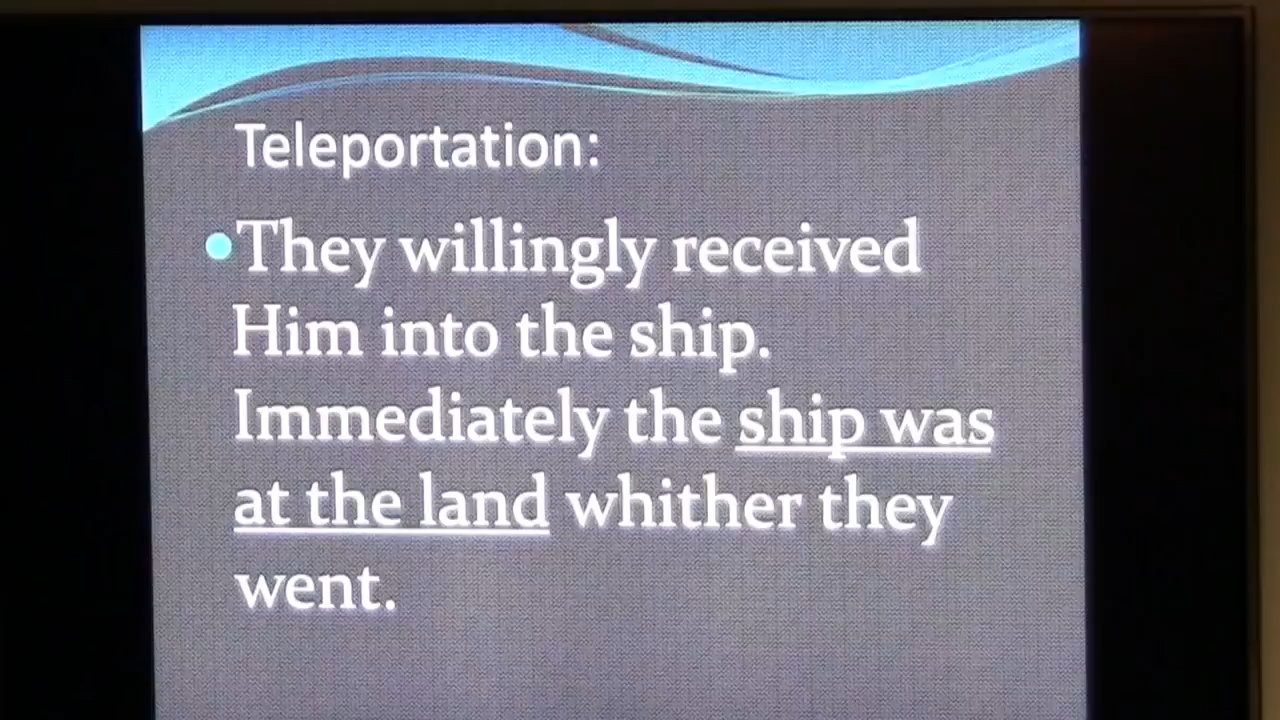 Teleportation:
•They willingly received
Him into the ship.
Immediately the ship was
at the land whither they
went.